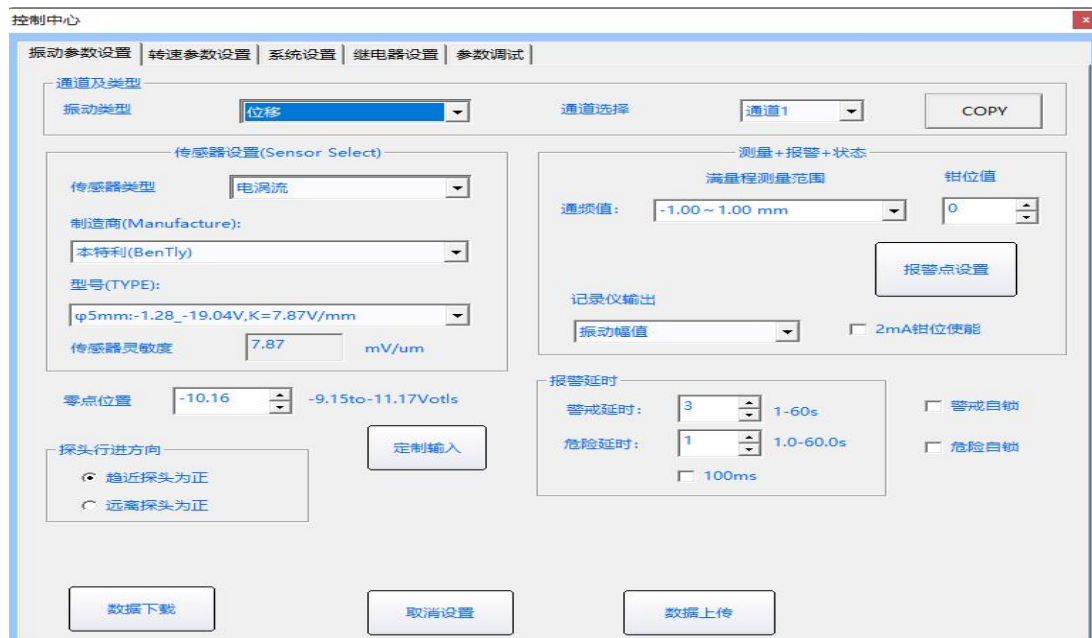 控制中心
振动参数设置 转速参数设置 系统设置 继电器设置 参数调试
通道及类型
振动类型 位移 通道选择 通道1 COPY
传感器设置(Sensor Select)
传感器类型 电涡流
制造商(Manufacture):
本特利(BenTly)
型号(TYPE):
φ5mm:-1.28_-19.04V,K=7.87V/mm
传感器灵敏度 7.87 mV/um
测量+报警+状态
满量程测量范围 钳位值
通频值: -1.00~1.00 mm 0
报警点设置
记录仪输出
振动幅值 2mA钳位使能
零点位置 -10.16 -9.15to-11.17Votls
定制输入
探头行进方向
趋近探头为正
远离探头为正
报警延时
警戒延时: 3 1-60s
危险延时: 1 1.0-60.0s
100ms
警戒自锁
危险自锁
数据下载 取消设置 数据上传